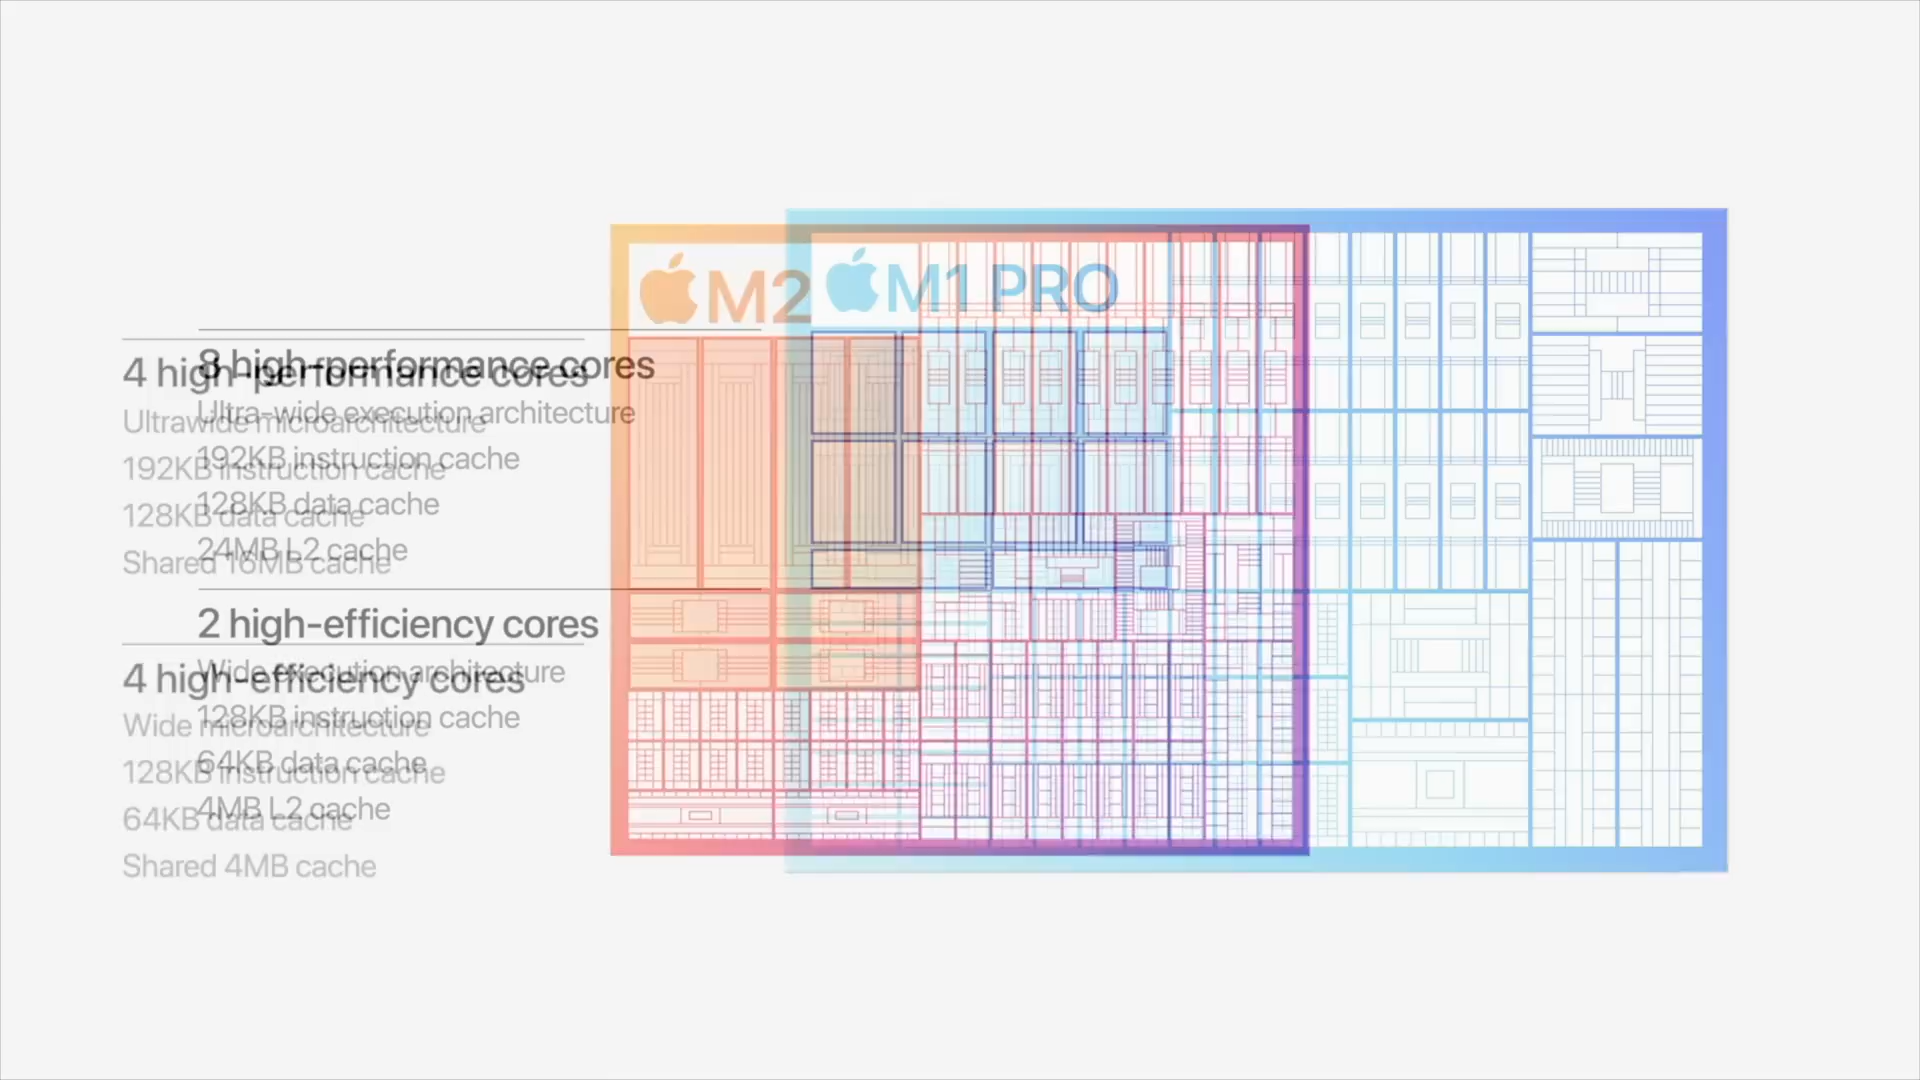 M2
M1 PRO
8 high-performance cores
Ultra-wide execution architecture
192KB instruction cache
128KB data cache
24MB L2 cache
2 high-efficiency cores
Wide execution architecture
128KB instruction cache
64KB data cache
4MB L2 cache
4 high-performance cores
Ultrawide microarchitecture
192KB instruction cache
128KB data cache
Shared 16MB cache
4 high-efficiency cores
Wide microarchitecture
128KB instruction cache
64KB data cache
Shared 4MB cache